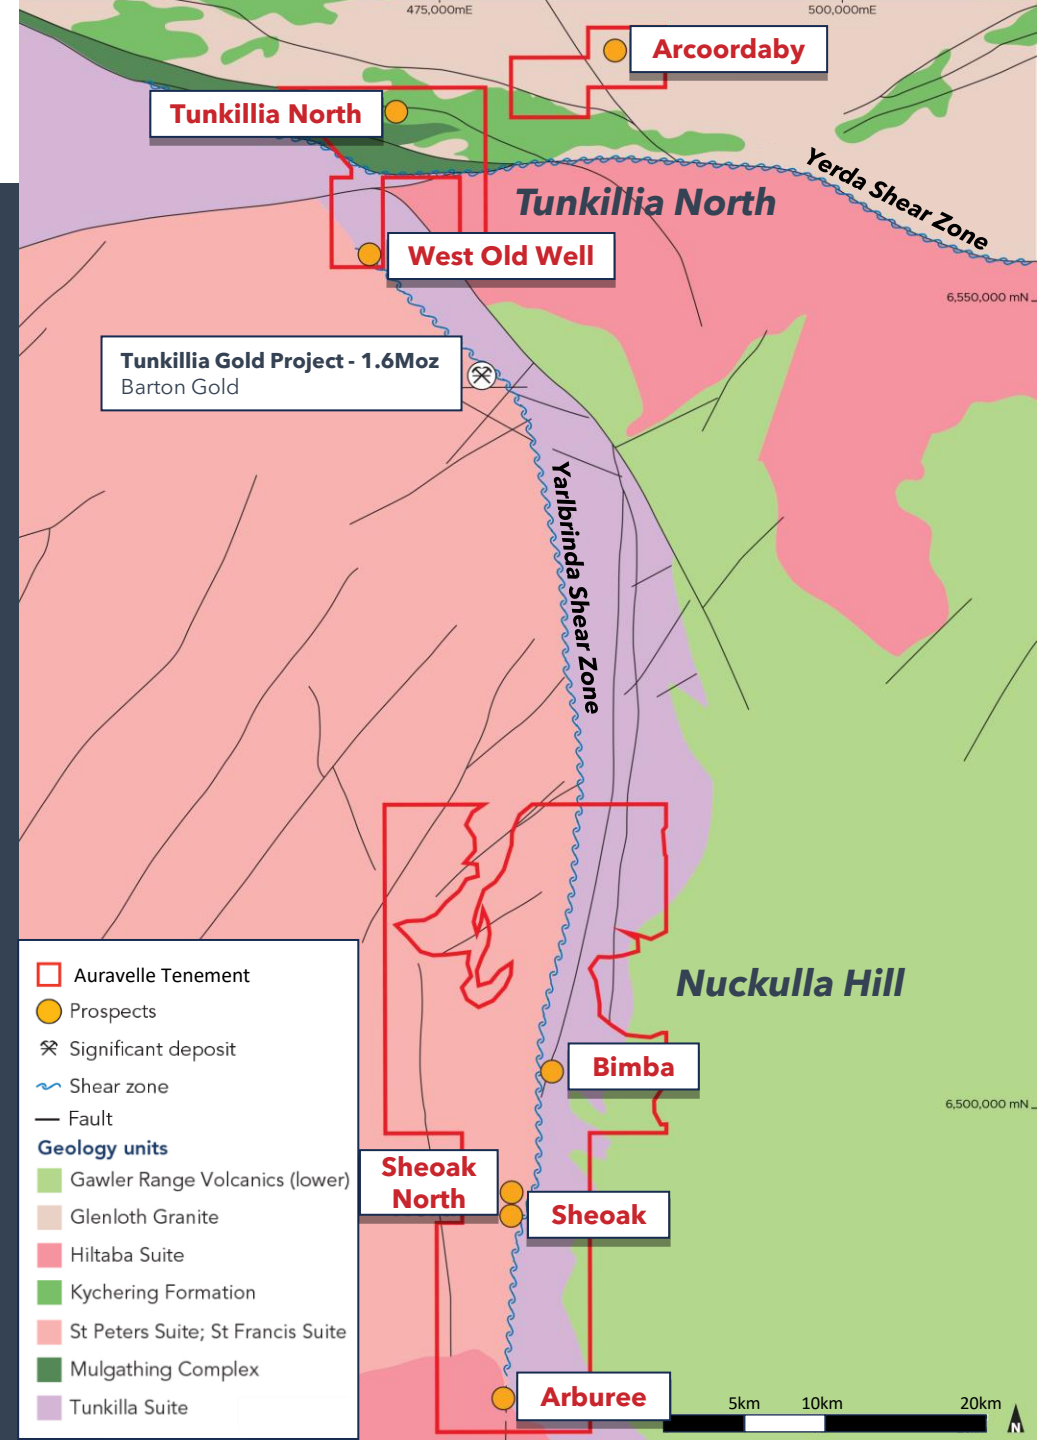 475,000mE
500,000mE
Arcoordaby
Tunkillia North
Yerda Shear Zone
Tunkillia North
West Old Well
6,550,000 mN
Tunkillia Gold Project - 1.6Moz
Barton Gold
Yarlbrinda Shear Zone
Nuckulla Hill
Bimba
6,500,000 mN
Sheoak
North
Sheoak
Arburee
Auravelle Tenement
Prospects
Significant deposit
Shear zone
Fault
Geology units
Gawler Range Volcanics (lower)
Glenloth Granite
Hiltaba Suite
Kychering Formation
St Peters Suite; St Francis Suite
Mulgathing Complex
Tunkilla Suite
5km
10km
20km
N